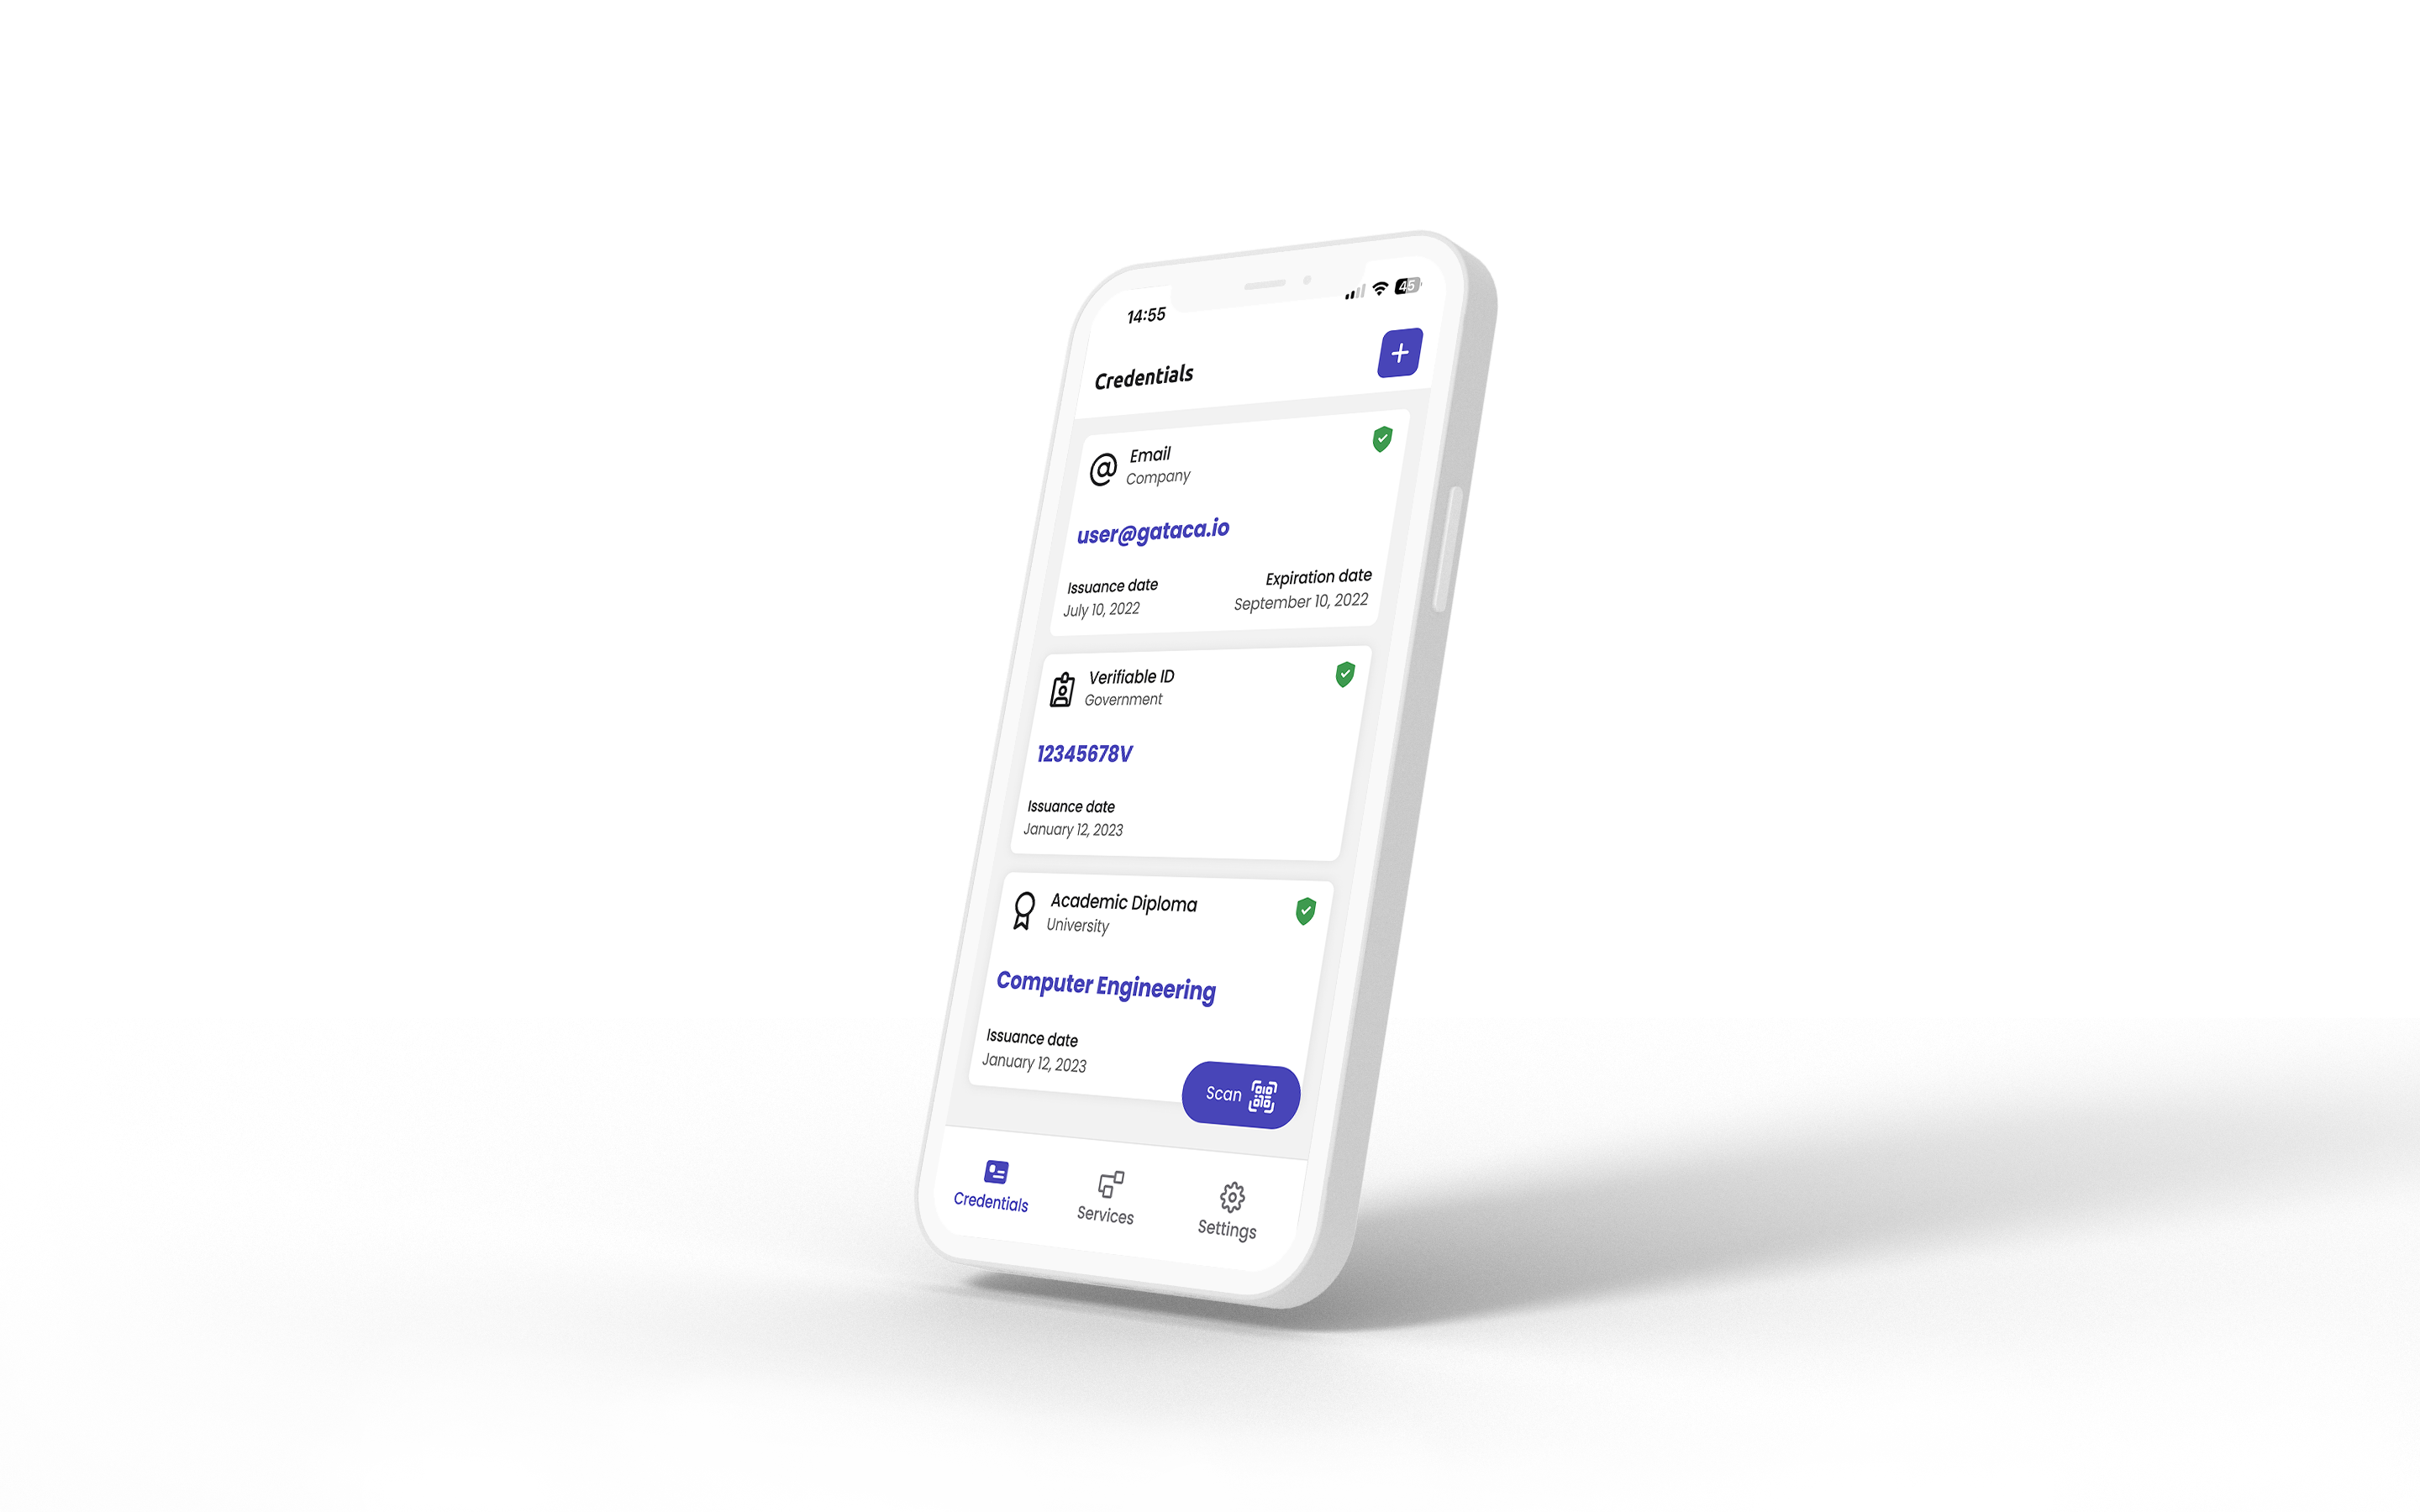 14:55
45
Credentials
Email
Company
user@gataca.io
Issuance date
Expiration date
July 10, 2022
September 10, 2022
Verifiable ID
Government
12345678V
Issuance date
January 12, 2023
Academic Diploma
University
Computer Engineering
Issuance date
January 12, 2023
Scan
Credentials
Services
Settings